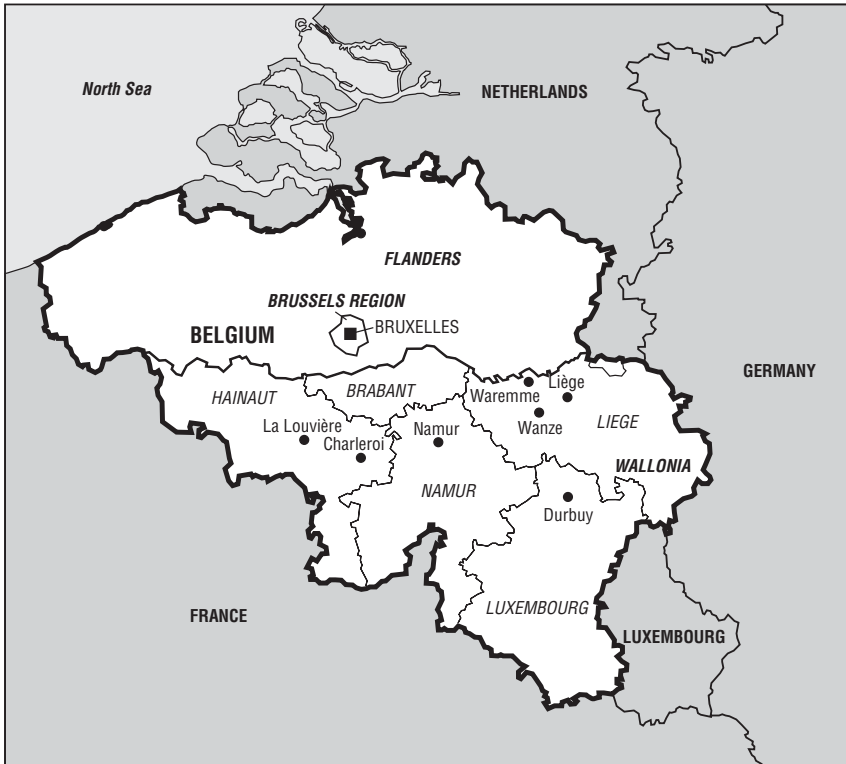 North Sea
NETHERLANDS
FLANDERS
BRUSSELS REGION
BRUXELLES
BELGIUM
GERMANY
HAINAUT
BRABANT
Waremme
Liège
La Louvière
Charleroi
Namur
Wanze
LIEGE
WALLONIA
NAMUR
Durbuy
FRANCE
LUXEMBOURG
LUXEMBOURG